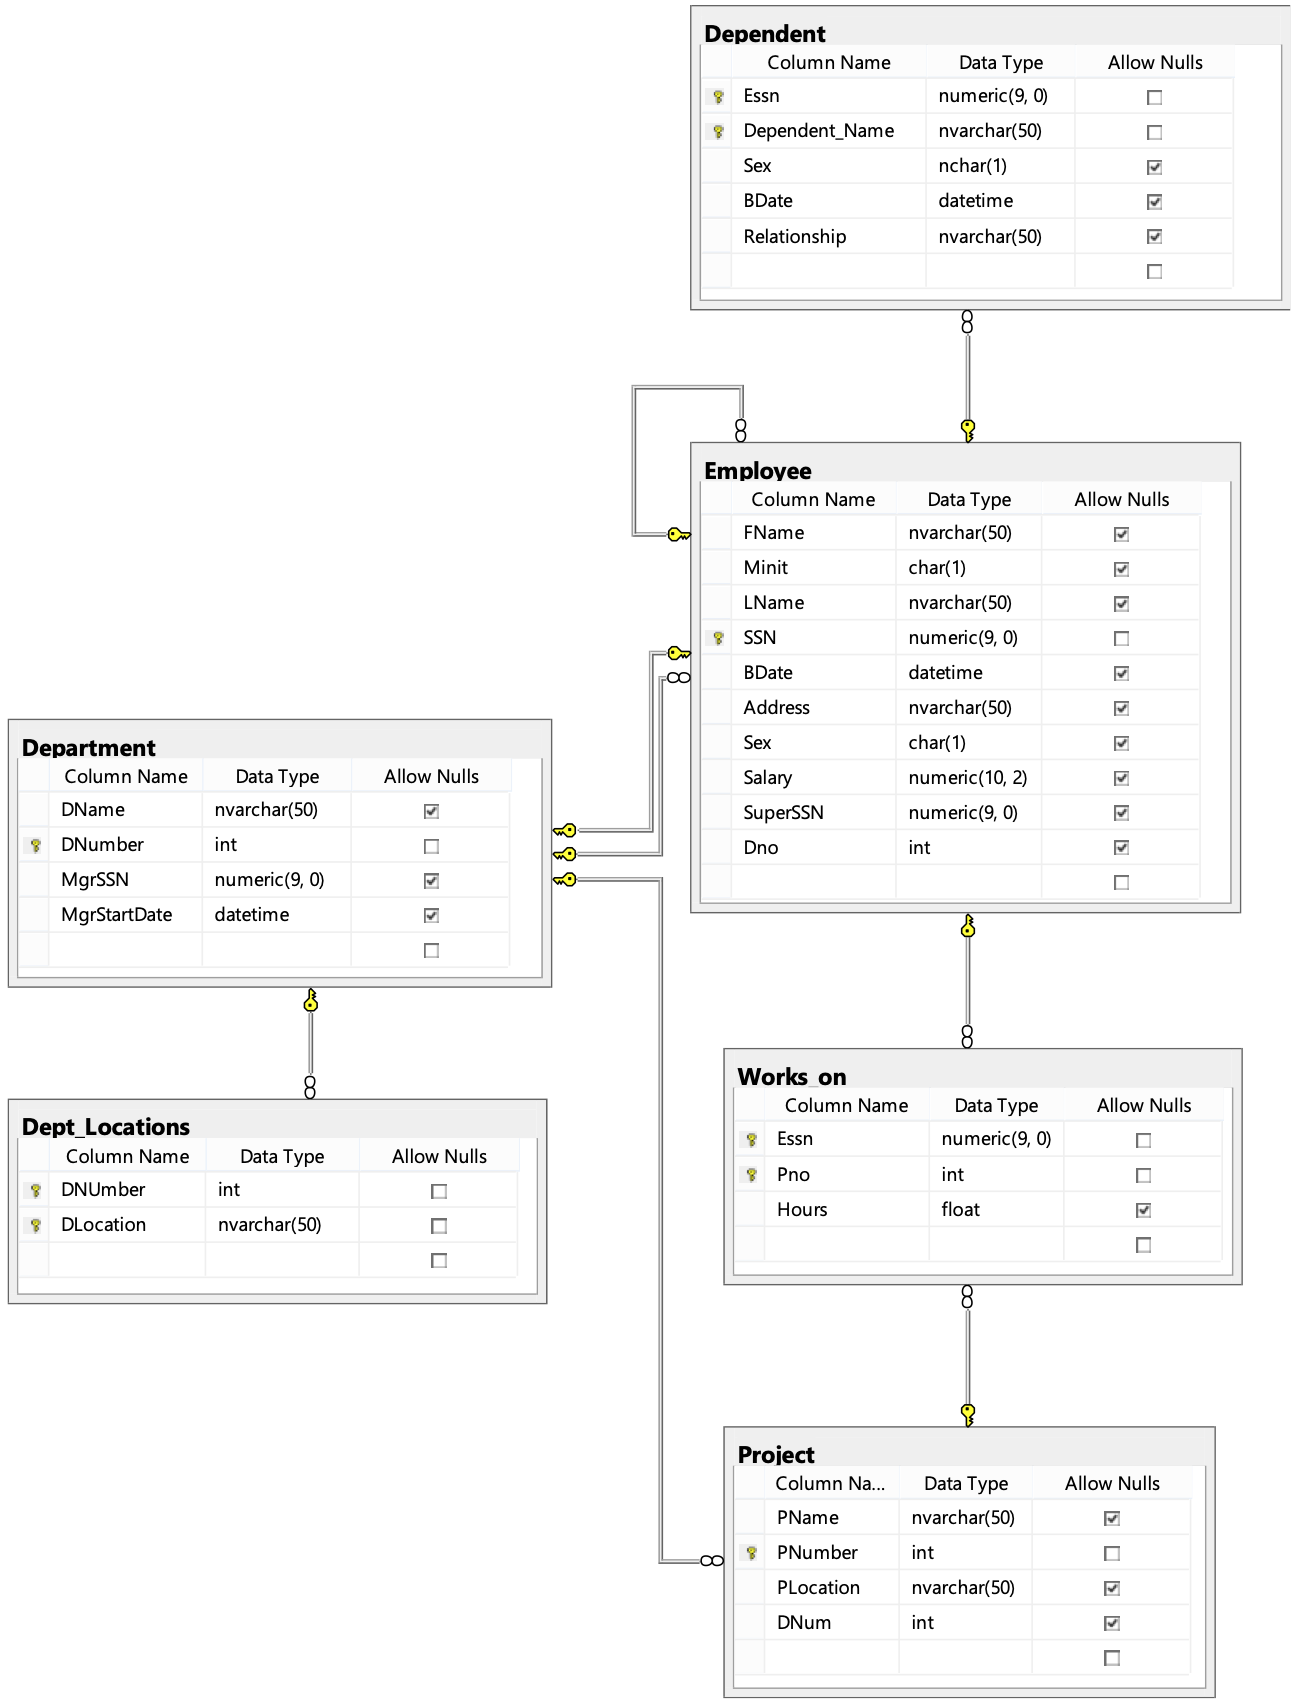 Dependent
Column Name Data Type Allow Nulls
Essn numeric(9, 0)
Dependent_Name nvarchar(50)
Sex nchar(1)
BDate datetime
Relationship nvarchar(50)
Employee
Column Name Data Type Allow Nulls
FName nvarchar(50)
Minit char(1)
LName nvarchar(50)
SSN numeric(9, 0)
BDate datetime
Address nvarchar(50)
Sex char(1)
Salary numeric(10, 2)
SuperSSN numeric(9, 0)
Dno int
Department
Column Name Data Type Allow Nulls
DName nvarchar(50)
DNumber int
MgrSSN numeric(9, 0)
MgrStartDate datetime
Dept_Locations
Column Name Data Type Allow Nulls
DNUmber int
DLocation nvarchar(50)
Works_on
Column Name Data Type Allow Nulls
Essn numeric(9, 0)
Pno int
Hours float
Project
Column Na... Data Type Allow Nulls
PName nvarchar(50)
PNumber int
PLocation nvarchar(50)
DNum int